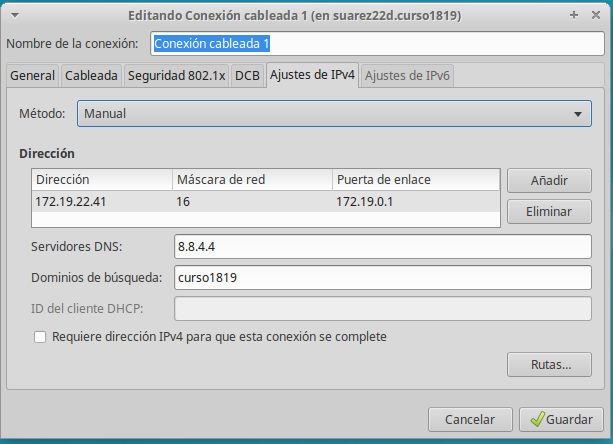 Editando Conexión cableada 1 (en suarez22d.curso1819)
Nombre de la conexión: Conexión cableada 1
General Cableada Seguridad 802.1x DCB Ajustes de IPv4 Ajustes de IPv6
Método: Manual
Dirección
Dirección Máscara de red Puerta de enlace Añadir
172.19.22.41 16 172.19.0.1
Eliminar
Servidores DNS: 8.8.4.4
Dominios de búsqueda: curso1819
ID del cliente DHCP:
Requiere dirección IPv4 para que esta conexión se complete
Rutas...
Cancelar Guardar